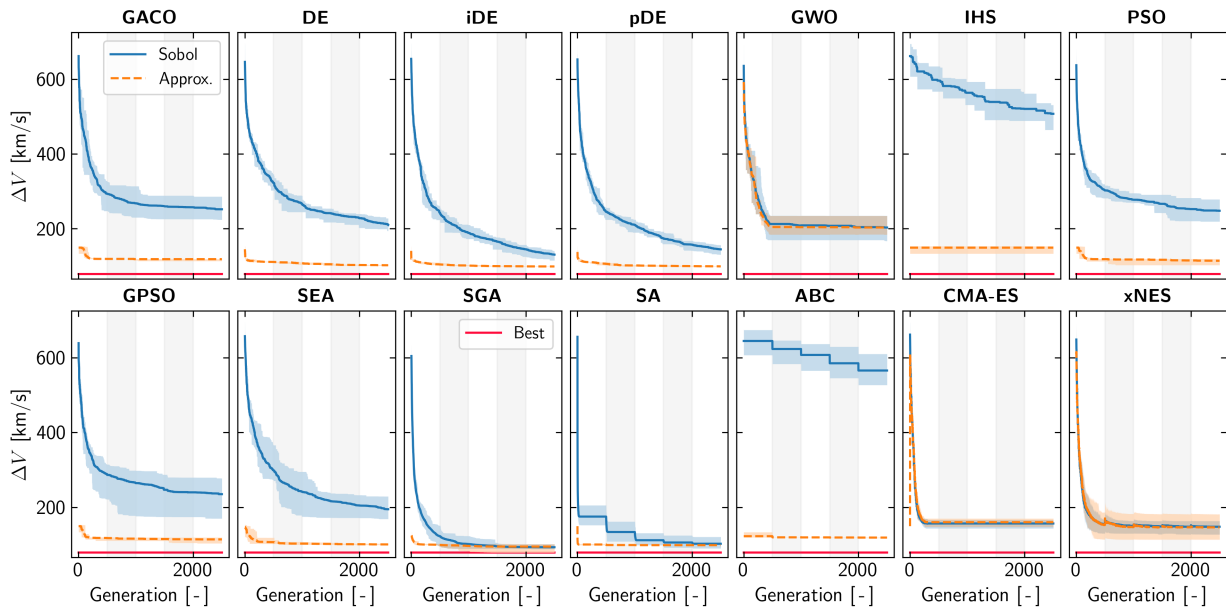 GACO DE iDE pDE GWO IHS PSO
ΔV [km/s]
600
400
200
Sobol
Approx.
GPSO SEA SGA SA ABC CMA-ES xNES
ΔV [km/s]
600
400
200
Best
0 2000 0 2000 0 2000 0 2000 0 2000 0 2000 0 2000
Generation [-] Generation [-] Generation [-] Generation [-] Generation [-] Generation [-] Generation [-]